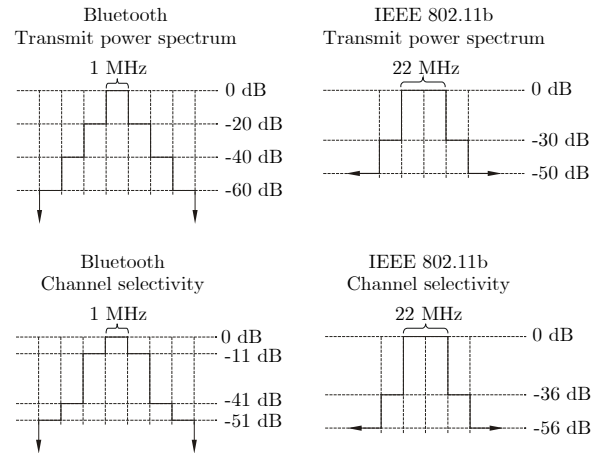 Bluetooth
Transmit power spectrum
1 MHz
0 dB
-20 dB
-40 dB
-60 dB
IEEE 802.11b
Transmit power spectrum
22 MHz
0 dB
-30 dB
-50 dB
Bluetooth
Channel selectivity
1 MHz
0 dB
-11 dB
-41 dB
-51 dB
IEEE 802.11b
Channel selectivity
22 MHz
0 dB
-36 dB
-56 dB